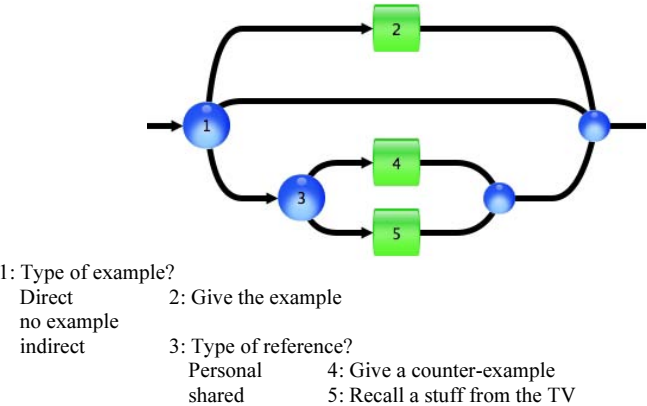 2
1
4
3
5
1: Type of example?
Direct 2: Give the example
no example
indirect 3: Type of reference?
Personal 4: Give a counter-example
shared 5: Recall a stuff from the TV